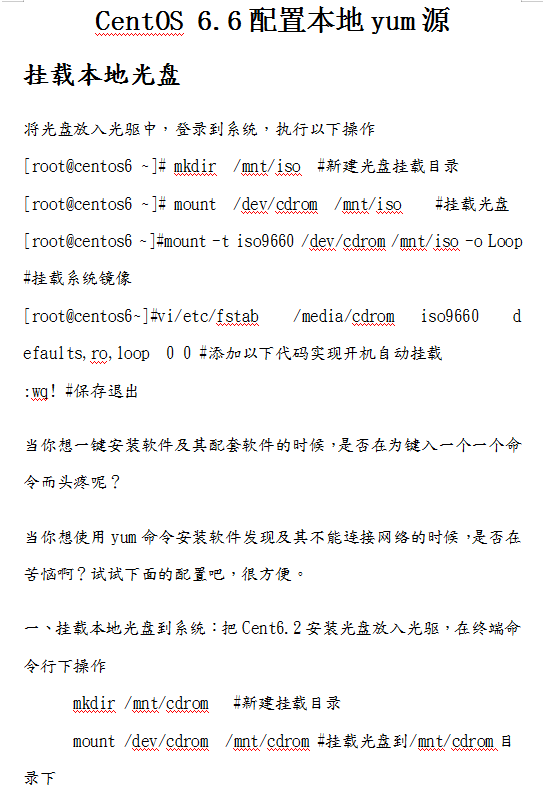 CentOS 6.6配置本地yum源
挂载本地光盘
将光盘放入光驱中，登录到系统，执行以下操作
[root@centos6 ~]# mkdir /mnt/iso #新建光盘挂载目录
[root@centos6 ~]# mount /dev/cdrom /mnt/iso #挂载光盘
[root@centos6 ~]#mount -t iso9660 /dev/cdrom /mnt/iso -o Loop
#挂载系统镜像
[root@centos6~]#vi/etc/fstab /media/cdrom iso9660 d
efaults,ro,loop 0 0 #添加以下代码实现开机自动挂载
:wq! #保存退出
当你想一键安装软件及其配套软件的时候，是否在为键入一个一个命
令而头疼呢？
当你想使用yum命令安装软件发现及其不能连接网络的时候，是否在
苦恼啊？试试下面的配置吧，很方便。
一、挂载本地光盘到系统：把Cent6.2安装光盘放入光驱，在终端命
令行下操作
mkdir /mnt/cdrom #新建挂载目录
mount /dev/cdrom /mnt/cdrom #挂载光盘到/mnt/cdrom目
录下